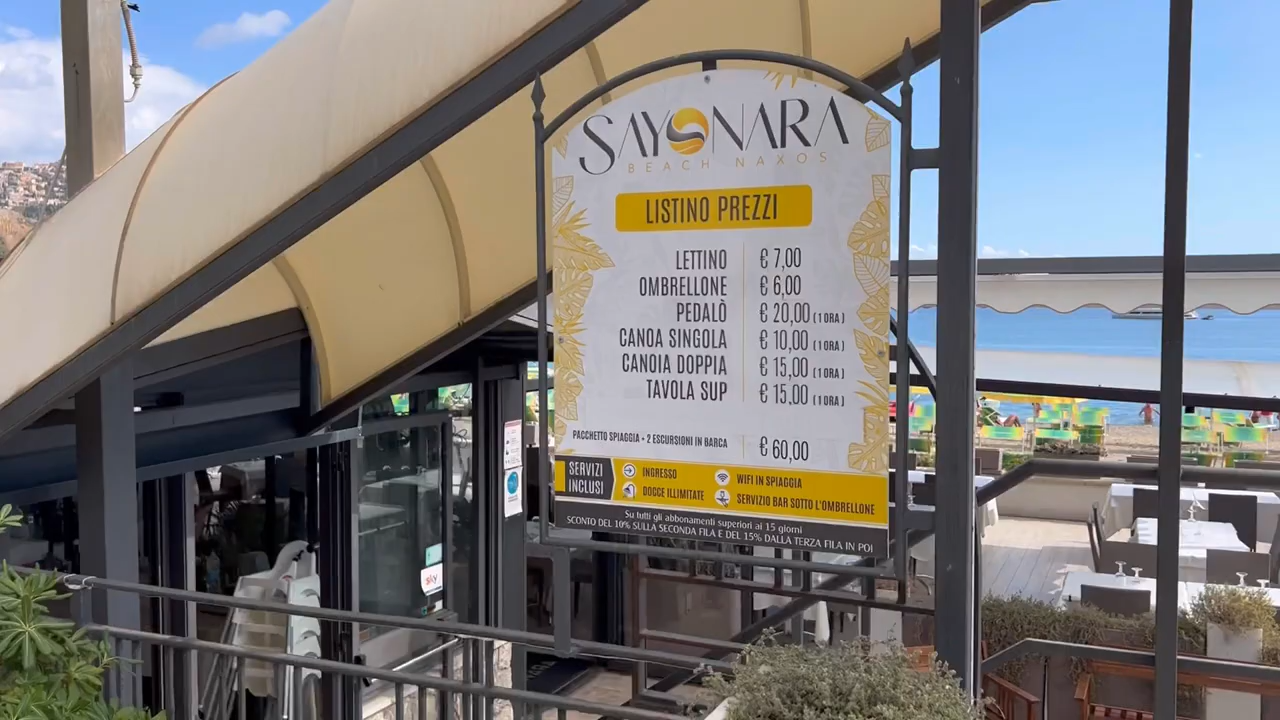 SAYONARA
BEACH NAXOS
LISTINO PREZZI
LETTINO € 7,00
OMBRELLONE € 6,00
PEDALÒ € 20,00 (1 ORA)
CANOA SINGOLA € 10,00 (1 ORA)
CANOIA DOPPIA € 15,00 (1 ORA)
TAVOLA SUP € 15,00 (1 ORA)
PACCHETTO SPIAGGIA + 2 ESCURSIONI IN BARCA € 60,00
SERVIZI INCLUSI
INGRESSO
DOCCE ILLIMITATE
WIFI IN SPIAGGIA
SERVIZIO BAR SOTTO L'OMBRELLONE
Su tutti gli abbonamenti superiori ai 15 giorni
SCONTO DEL 10% SULLA SECONDA FILA E DEL 15% DALLA TERZA FILA IN POI
sky